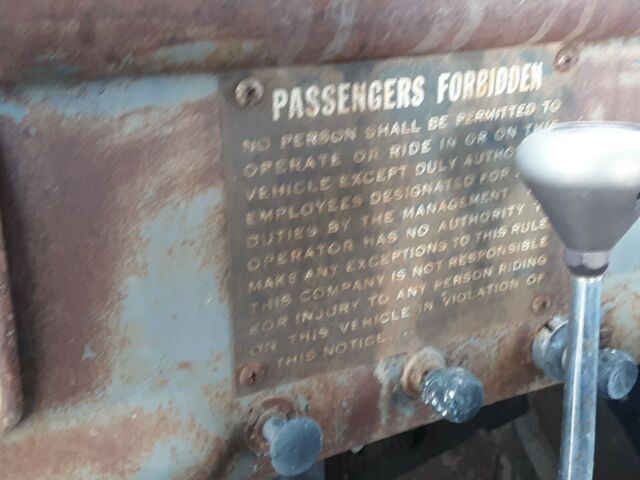 PASSENGERS FORBIDDEN
NO PERSON SHALL BE PERMITTED TO
OPERATE OR RIDE IN OR ON THIS
VEHICLE EXCEPT DULY
EMPLOYEES DESIGNATED FOR
DUTIES BY THE MANAGEMENT
OPERATOR HAS NO AUTHORITY
MAKE ANY EXCEPTIONS TO THIS RULE
THIS COMPANY IS NOT RESPONSIBLE
FOR INJURY TO ANY PERSON RIDING
ON THIS VEHICLE IN VIOLATION OF
THIS NOTICE...